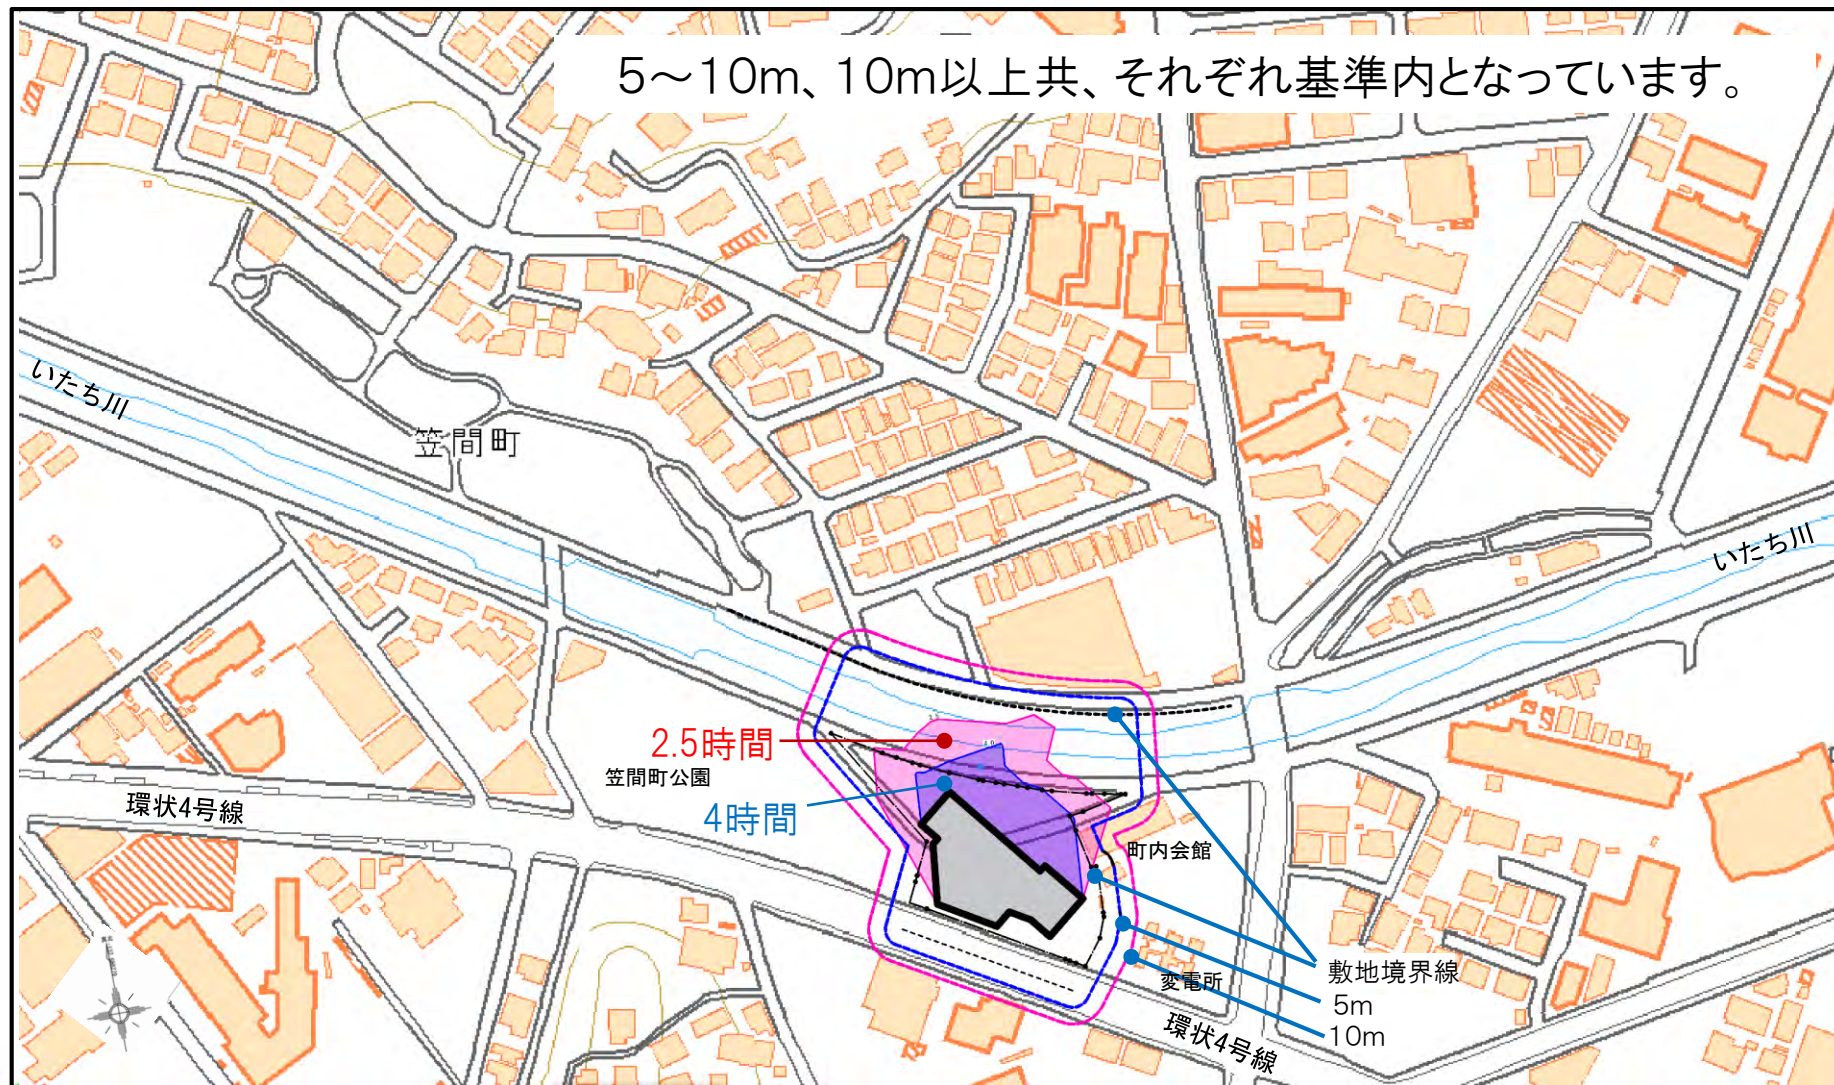 5～10m、10m以上共、それぞれ基準内となっています。
いたち川
笠間町
いたち川
2.5時間
笠間町公園
環状4号線
4時間
町内会館
敷地境界線
変電所
5m
環状4号線
10m